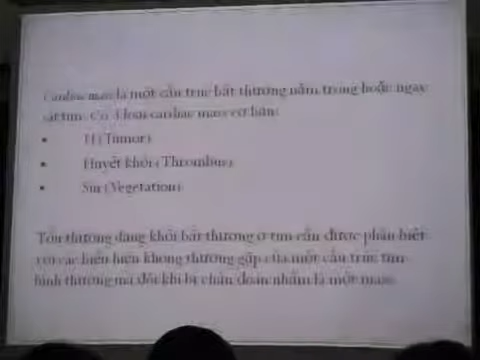 Cardiac mass là một cấu trúc bất thường nằm trong hoặc ngay
sát tim. Có 3 loại cardiac mass cơ bản:
• U (Tumor)
• Huyết khối (Thrombus)
• Sùi (Vegetation)
Tổn thương dạng khối bất thường ở tim cần được phân biệt
với các biểu hiện không thường gặp của một cấu trúc tim
bình thường mà đôi khi bị chẩn đoán nhầm là một mass.